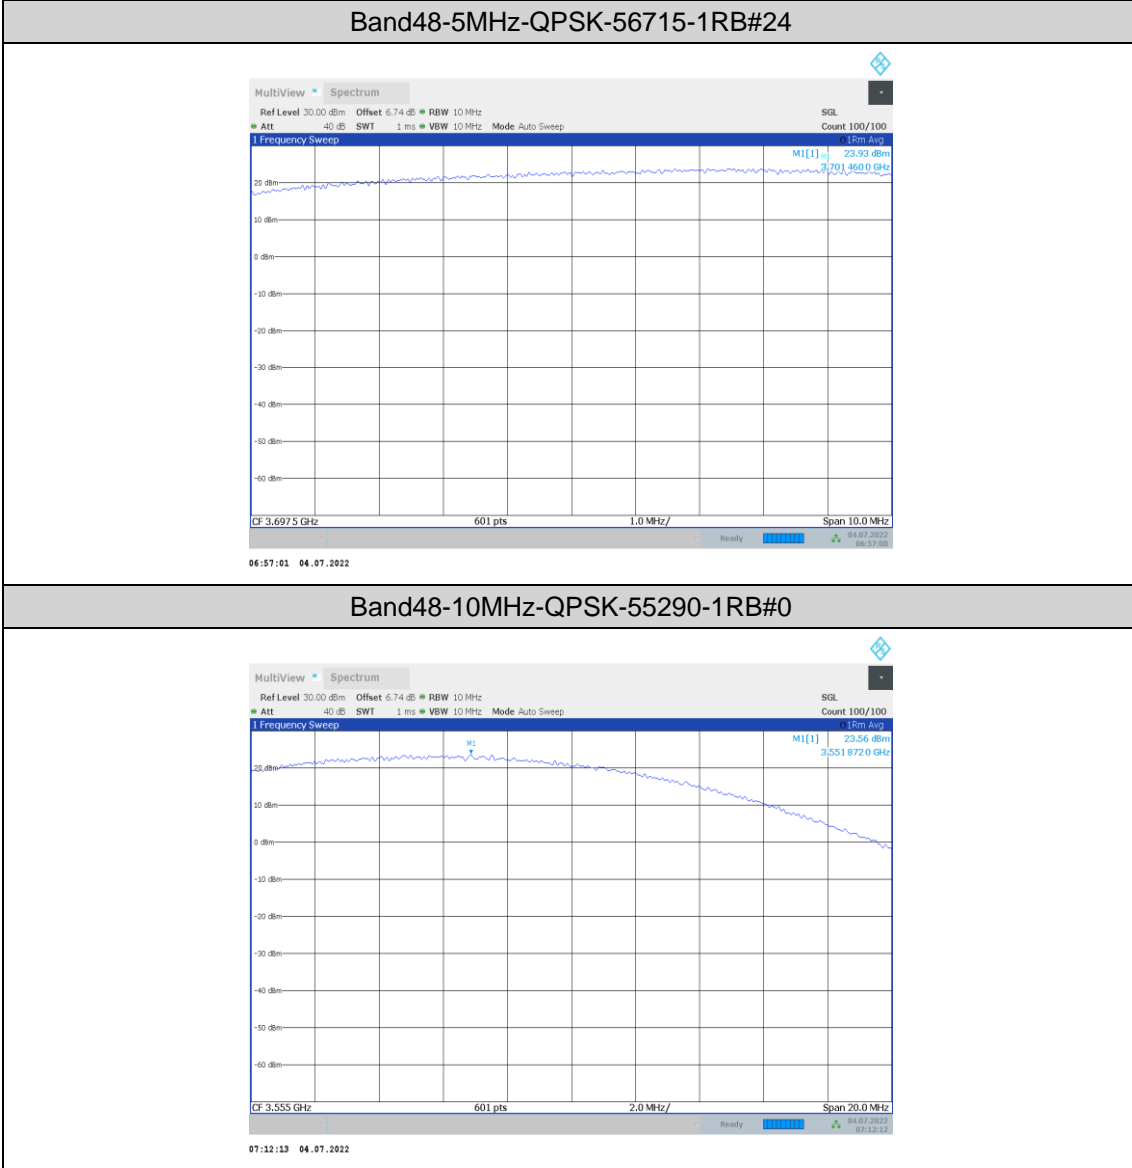 Band48-5MHz-QPSK-56715-1RB#24
MultiView Spectrum
Ref Level 30.00 dBm Offset 6.74 dB RBW 10 MHz SGL
Att 40 dB SWT 1 ms VBW 10 MHz Mode Auto Sweep Count 100/100
1 Frequency Sweep 1Rm Avg
M1[1] 23.93 dBm
3.701 460 0 GHz
M1
20 dBm
10 dBm
0 dBm
-10 dBm
-20 dBm
-30 dBm
-40 dBm
-50 dBm
-60 dBm
CF 3.6975 GHz 601 pts 1.0 MHz/ Span 10.0 MHz
Ready 04.07.2022
06:57:00
06:57:01 04.07.2022
Band48-10MHz-QPSK-55290-1RB#0
MultiView Spectrum
Ref Level 30.00 dBm Offset 6.74 dB RBW 10 MHz SGL
Att 40 dB SWT 1 ms VBW 10 MHz Mode Auto Sweep Count 100/100
1 Frequency Sweep 1Rm Avg
M1[1] 23.56 dBm
3.551 872 0 GHz
M1
20 dBm
10 dBm
0 dBm
-10 dBm
-20 dBm
-30 dBm
-40 dBm
-50 dBm
-60 dBm
CF 3.555 GHz 601 pts 2.0 MHz/ Span 20.0 MHz
Ready 04.07.2022
07:12:12
07:12:13 04.07.2022